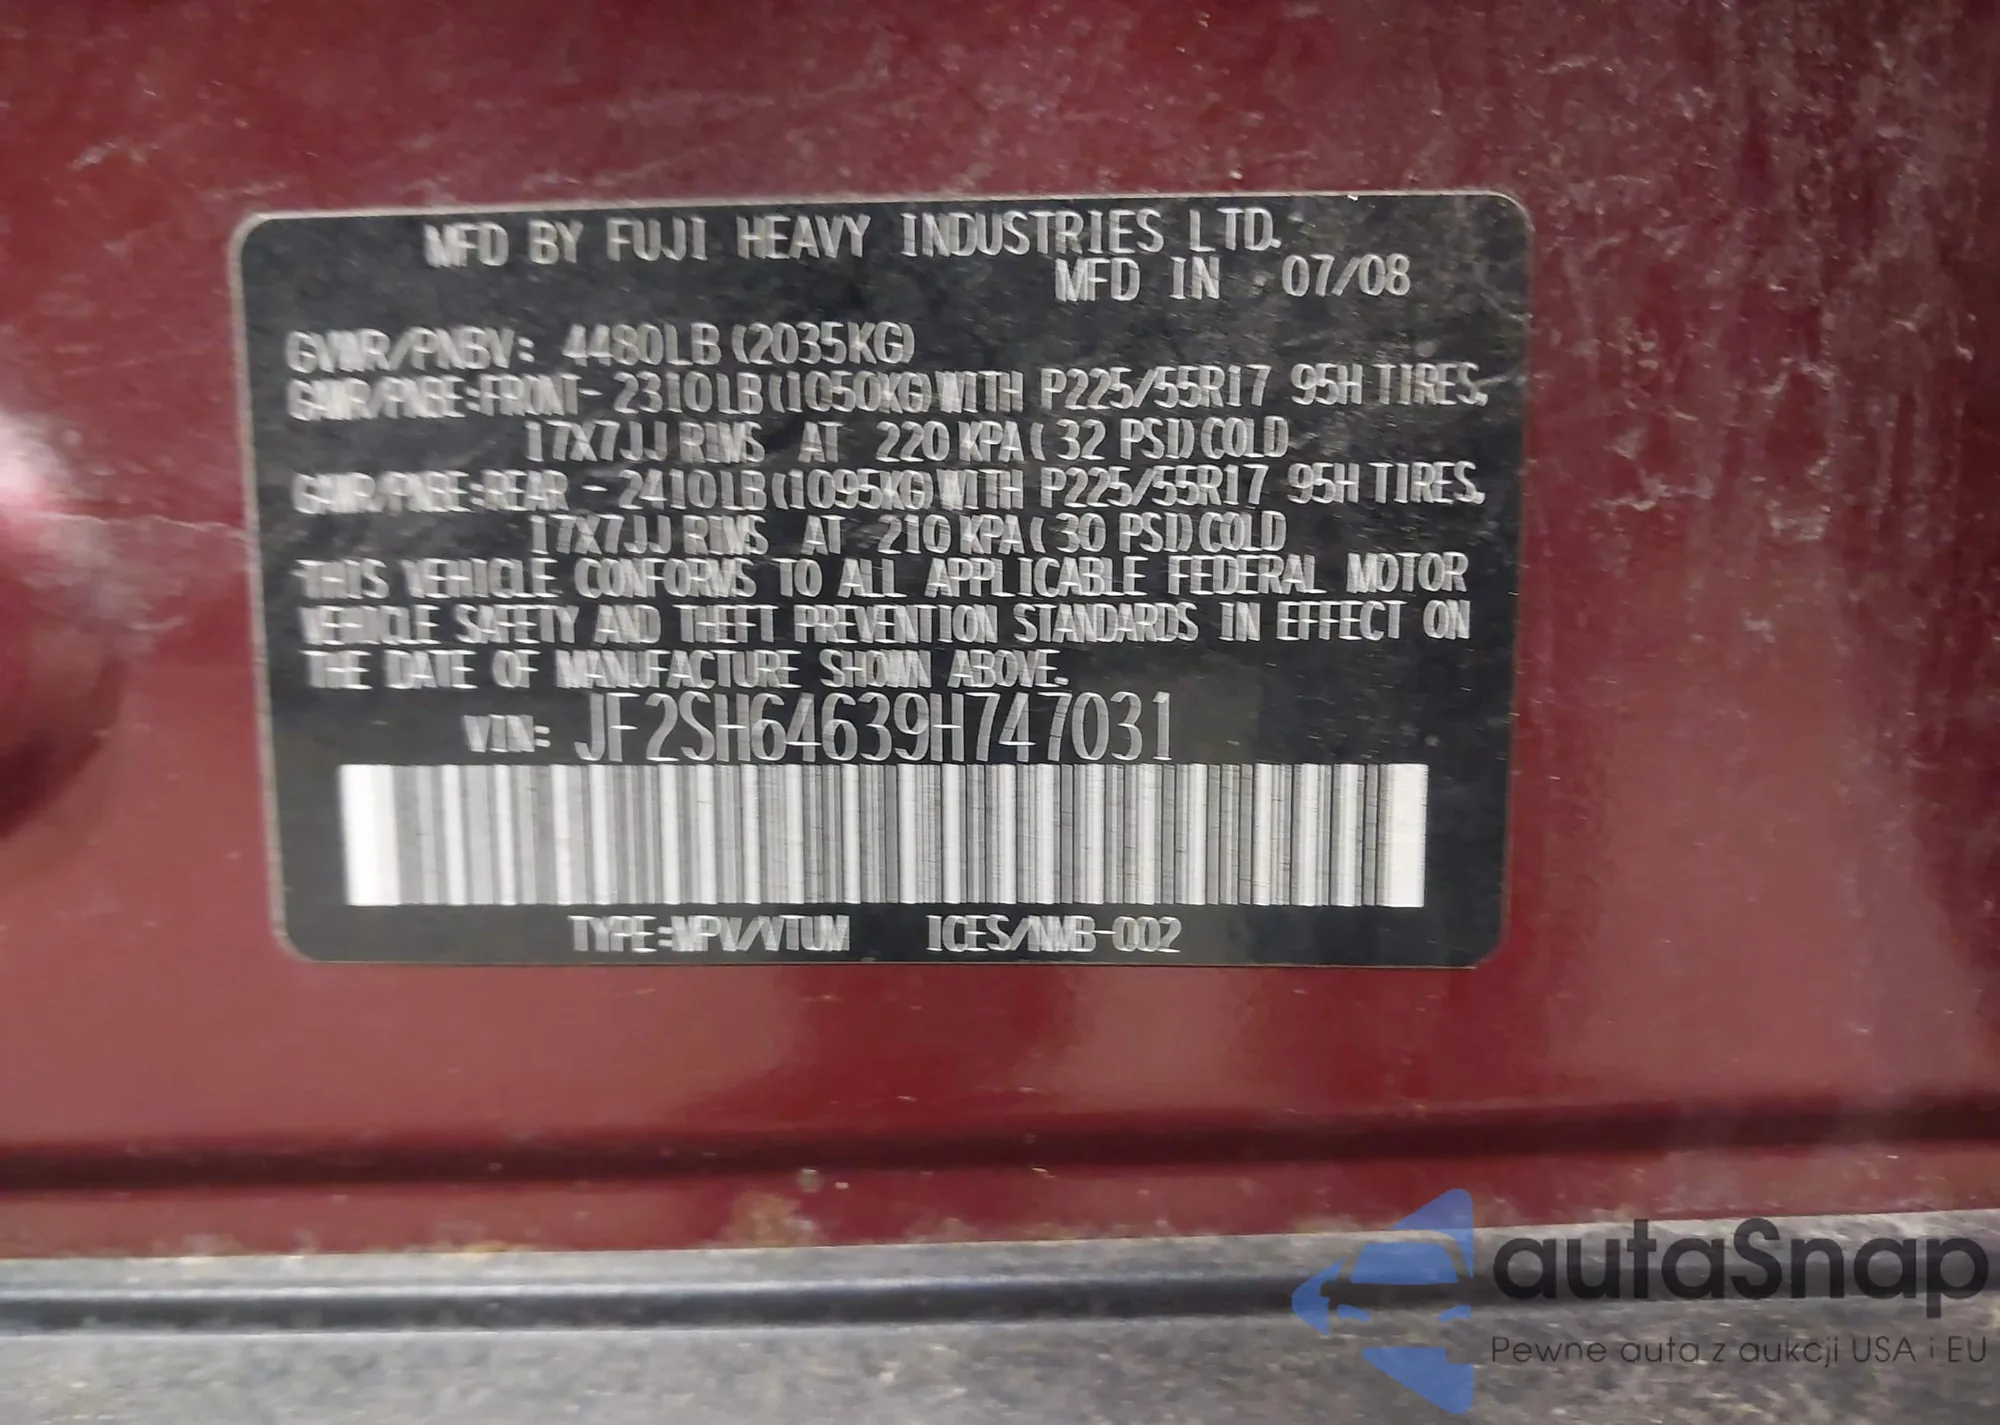 MFD BY FUJI HEAVY INDUSTRIES LTD.
MFD IN 07/08
GVWR/PNBV: 4480LB (2035KG)
GAWR/PNBE:FRONT- 2310LB(1050KG)WITH P225/55R17 95H TIRES,
17X7JJ RIMS AT 220 KPA( 32 PSI)COLD
GAWR/PNBE:REAR - 2410LB(1095KG)WITH P225/55R17 95H TIRES,
17X7JJ RIMS AT 210 KPA( 30 PSI)COLD
THIS VEHICLE CONFORMS TO ALL APPLICABLE FEDERAL MOTOR
VEHICLE SAFETY AND THEFT PREVENTION STANDARDS IN EFFECT ON
THE DATE OF MANUFACTURE SHOWN ABOVE.
VIN: JF2SH64639H747031
TYPE:MPV/VTUM ICES/NMB-002
autaSnap
Pewne auta z aukcji USA i EU